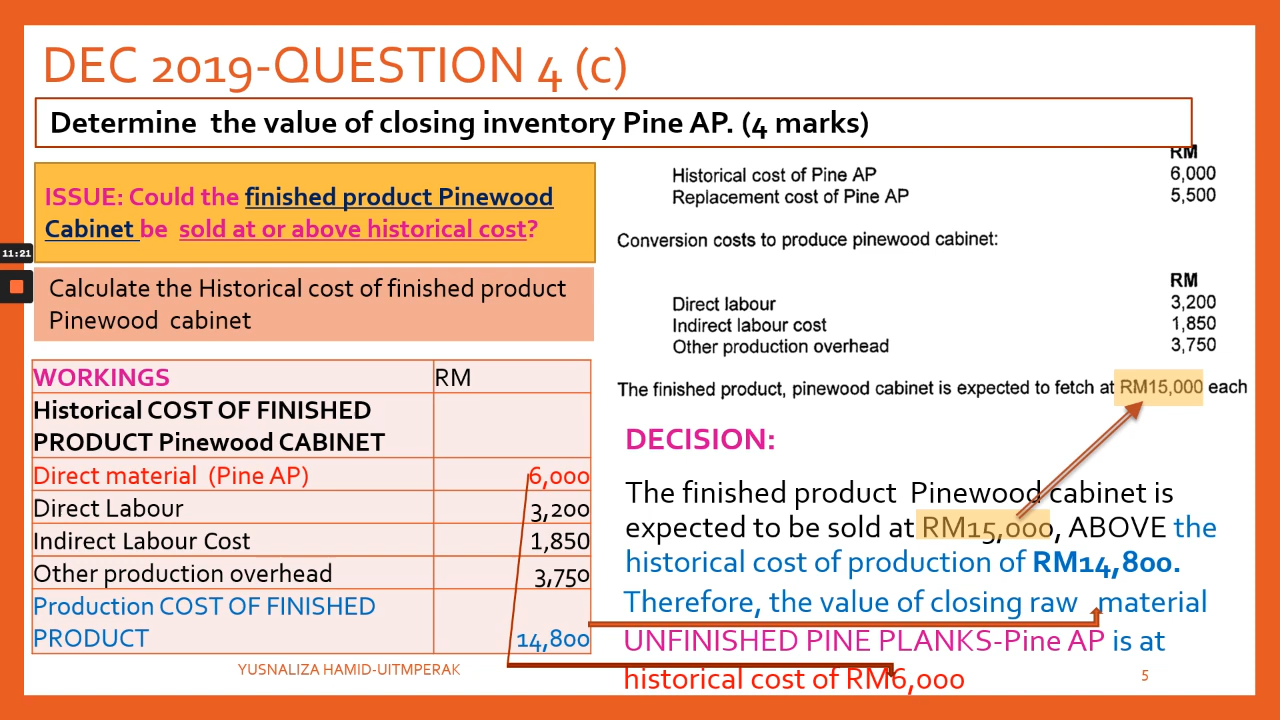 DEC 2019-QUESTION 4 (c)
Determine the value of closing inventory Pine AP. (4 marks)
ISSUE: Could the finished product Pinewood
Cabinet be sold at or above historical cost?
11:21
Calculate the Historical cost of finished product
Pinewood cabinet
WORKINGS RM
Historical COST OF FINISHED
PRODUCT Pinewood CABINET
Direct material (Pine AP) 6,000
Direct Labour 3,200
Indirect Labour Cost 1,850
Other production overhead 3,750
Production COST OF FINISHED
PRODUCT 14,800
RM
Historical cost of Pine AP 6,000
Replacement cost of Pine AP 5,500
Conversion costs to produce pinewood cabinet:
RM
Direct labour 3,200
Indirect labour cost 1,850
Other production overhead 3,750
The finished product, pinewood cabinet is expected to fetch at RM15,000 each
DECISION:
The finished product Pinewood cabinet is
expected to be sold at RM15,000, ABOVE the
historical cost of production of RM14,800.
Therefore, the value of closing raw material
UNFINISHED PINE PLANKS-Pine AP is at
historical cost of RM6,000
YUSNALIZA HAMID-UITMPERAK
5